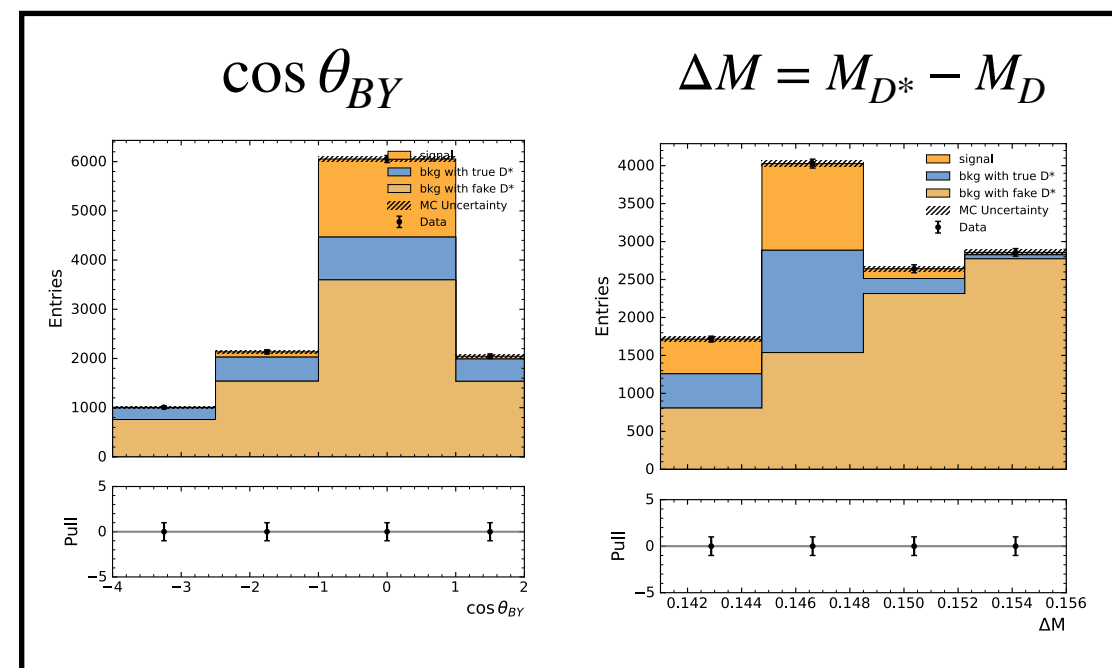 cos θ_BY
ΔM = M_D* − M_D
Entries
6000
5000
4000
3000
2000
1000
0
signal
bkg with true D*
bkg with fake D*
MC Uncertainty
Data
Pull
5
0
−5
−4 −3 −2 −1 0 1 2
cos θ_BY
Entries
4000
3500
3000
2500
2000
1500
1000
500
0
signal
bkg with true D*
bkg with fake D*
MC Uncertainty
Data
Pull
5
0
−5
0.142 0.144 0.146 0.148 0.150 0.152 0.154 0.156
ΔM